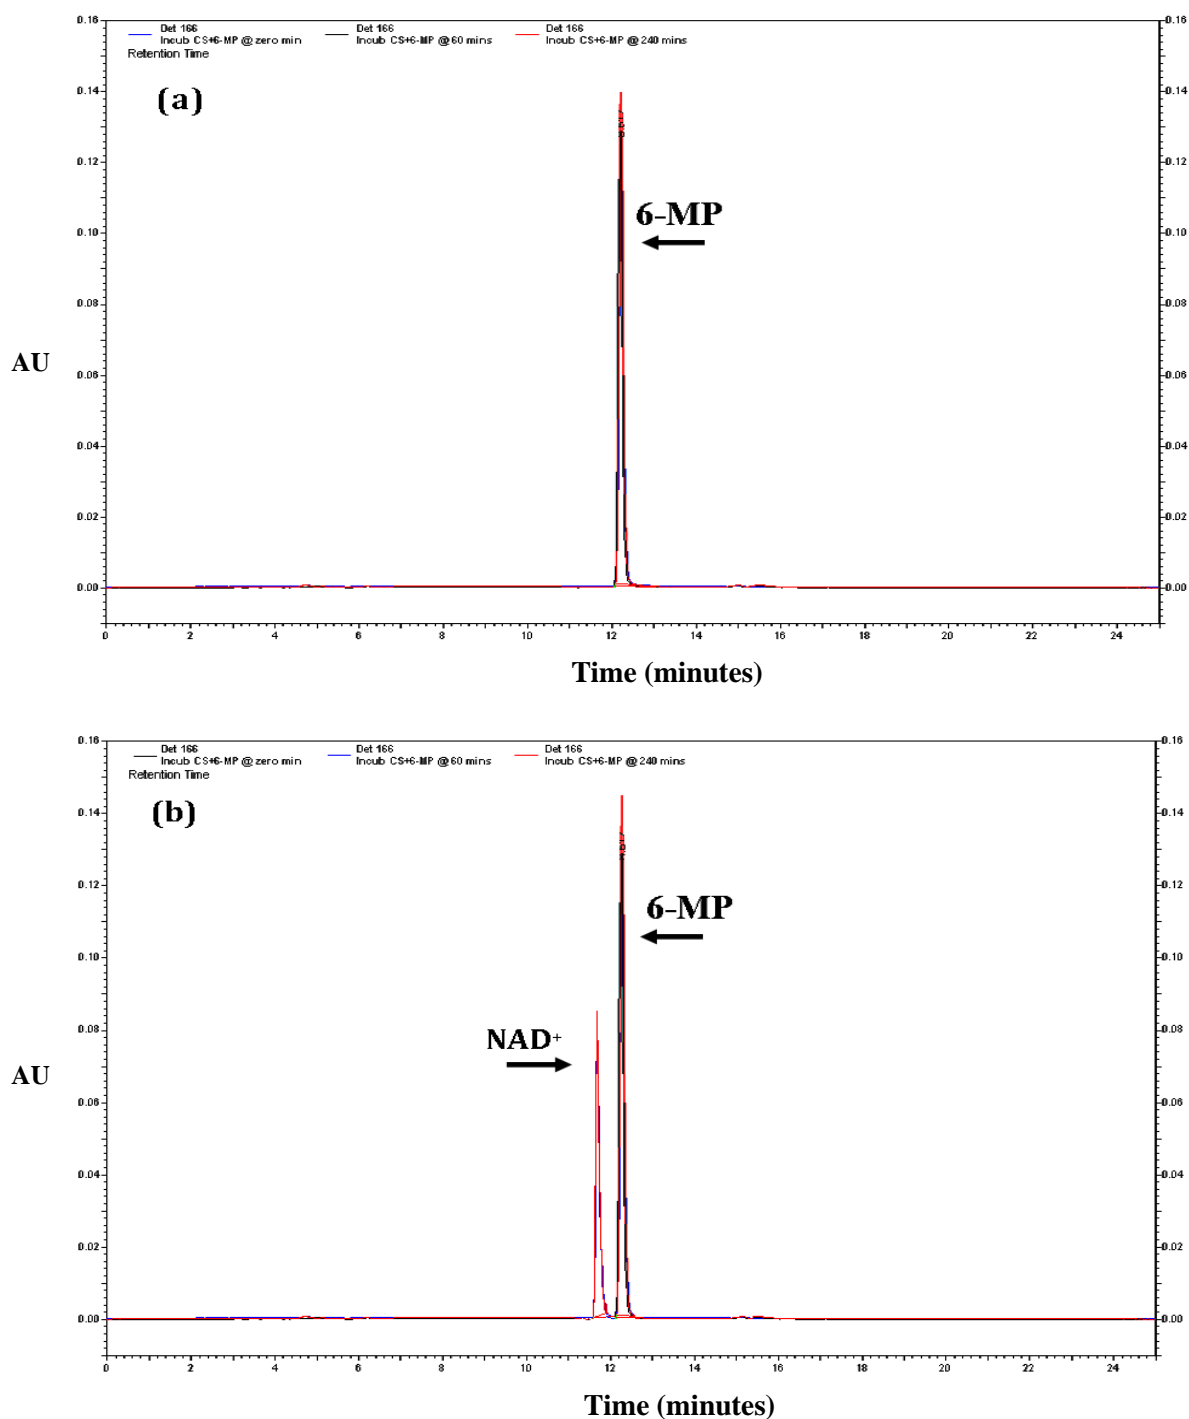 Det 166 Det 166 Det 166
Incub CS+6-MP @ zero min Incub CS+6-MP @ 60 mins Incub CS+6-MP @ 240 mins
Retention Time
(a)
6-MP
AU
0.16 0.16
0.14 0.14
0.12 0.12
0.10 0.10
0.08 0.08
0.06 0.06
0.04 0.04
0.02 0.02
0.00 0.00
0 2 4 6 8 10 12 14 16 18 20 22 24
Time (minutes)
Det 166 Det 166 Det 166
Incub CS+6-MP @ zero min Incub CS+6-MP @ 60 mins Incub CS+6-MP @ 240 mins
Retention Time
(b)
6-MP
NAD+
AU
0.16 0.16
0.14 0.14
0.12 0.12
0.10 0.10
0.08 0.08
0.06 0.06
0.04 0.04
0.02 0.02
0.00 0.00
0 2 4 6 8 10 12 14 16 18 20 22 24
Time (minutes)